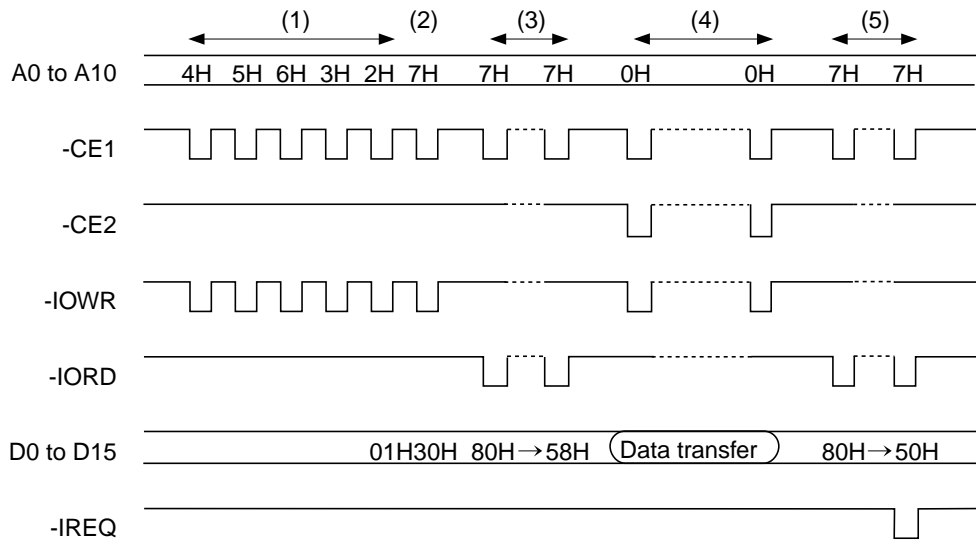 (1) (2) (3) (4) (5)
A0 to A10 4H 5H 6H 3H 2H 7H 7H 7H 0H 0H 7H 7H
-CE1
-CE2
-IOWR
-IORD
D0 to D15 01H30H 80H→58H Data transfer 80H→50H
-IREQ